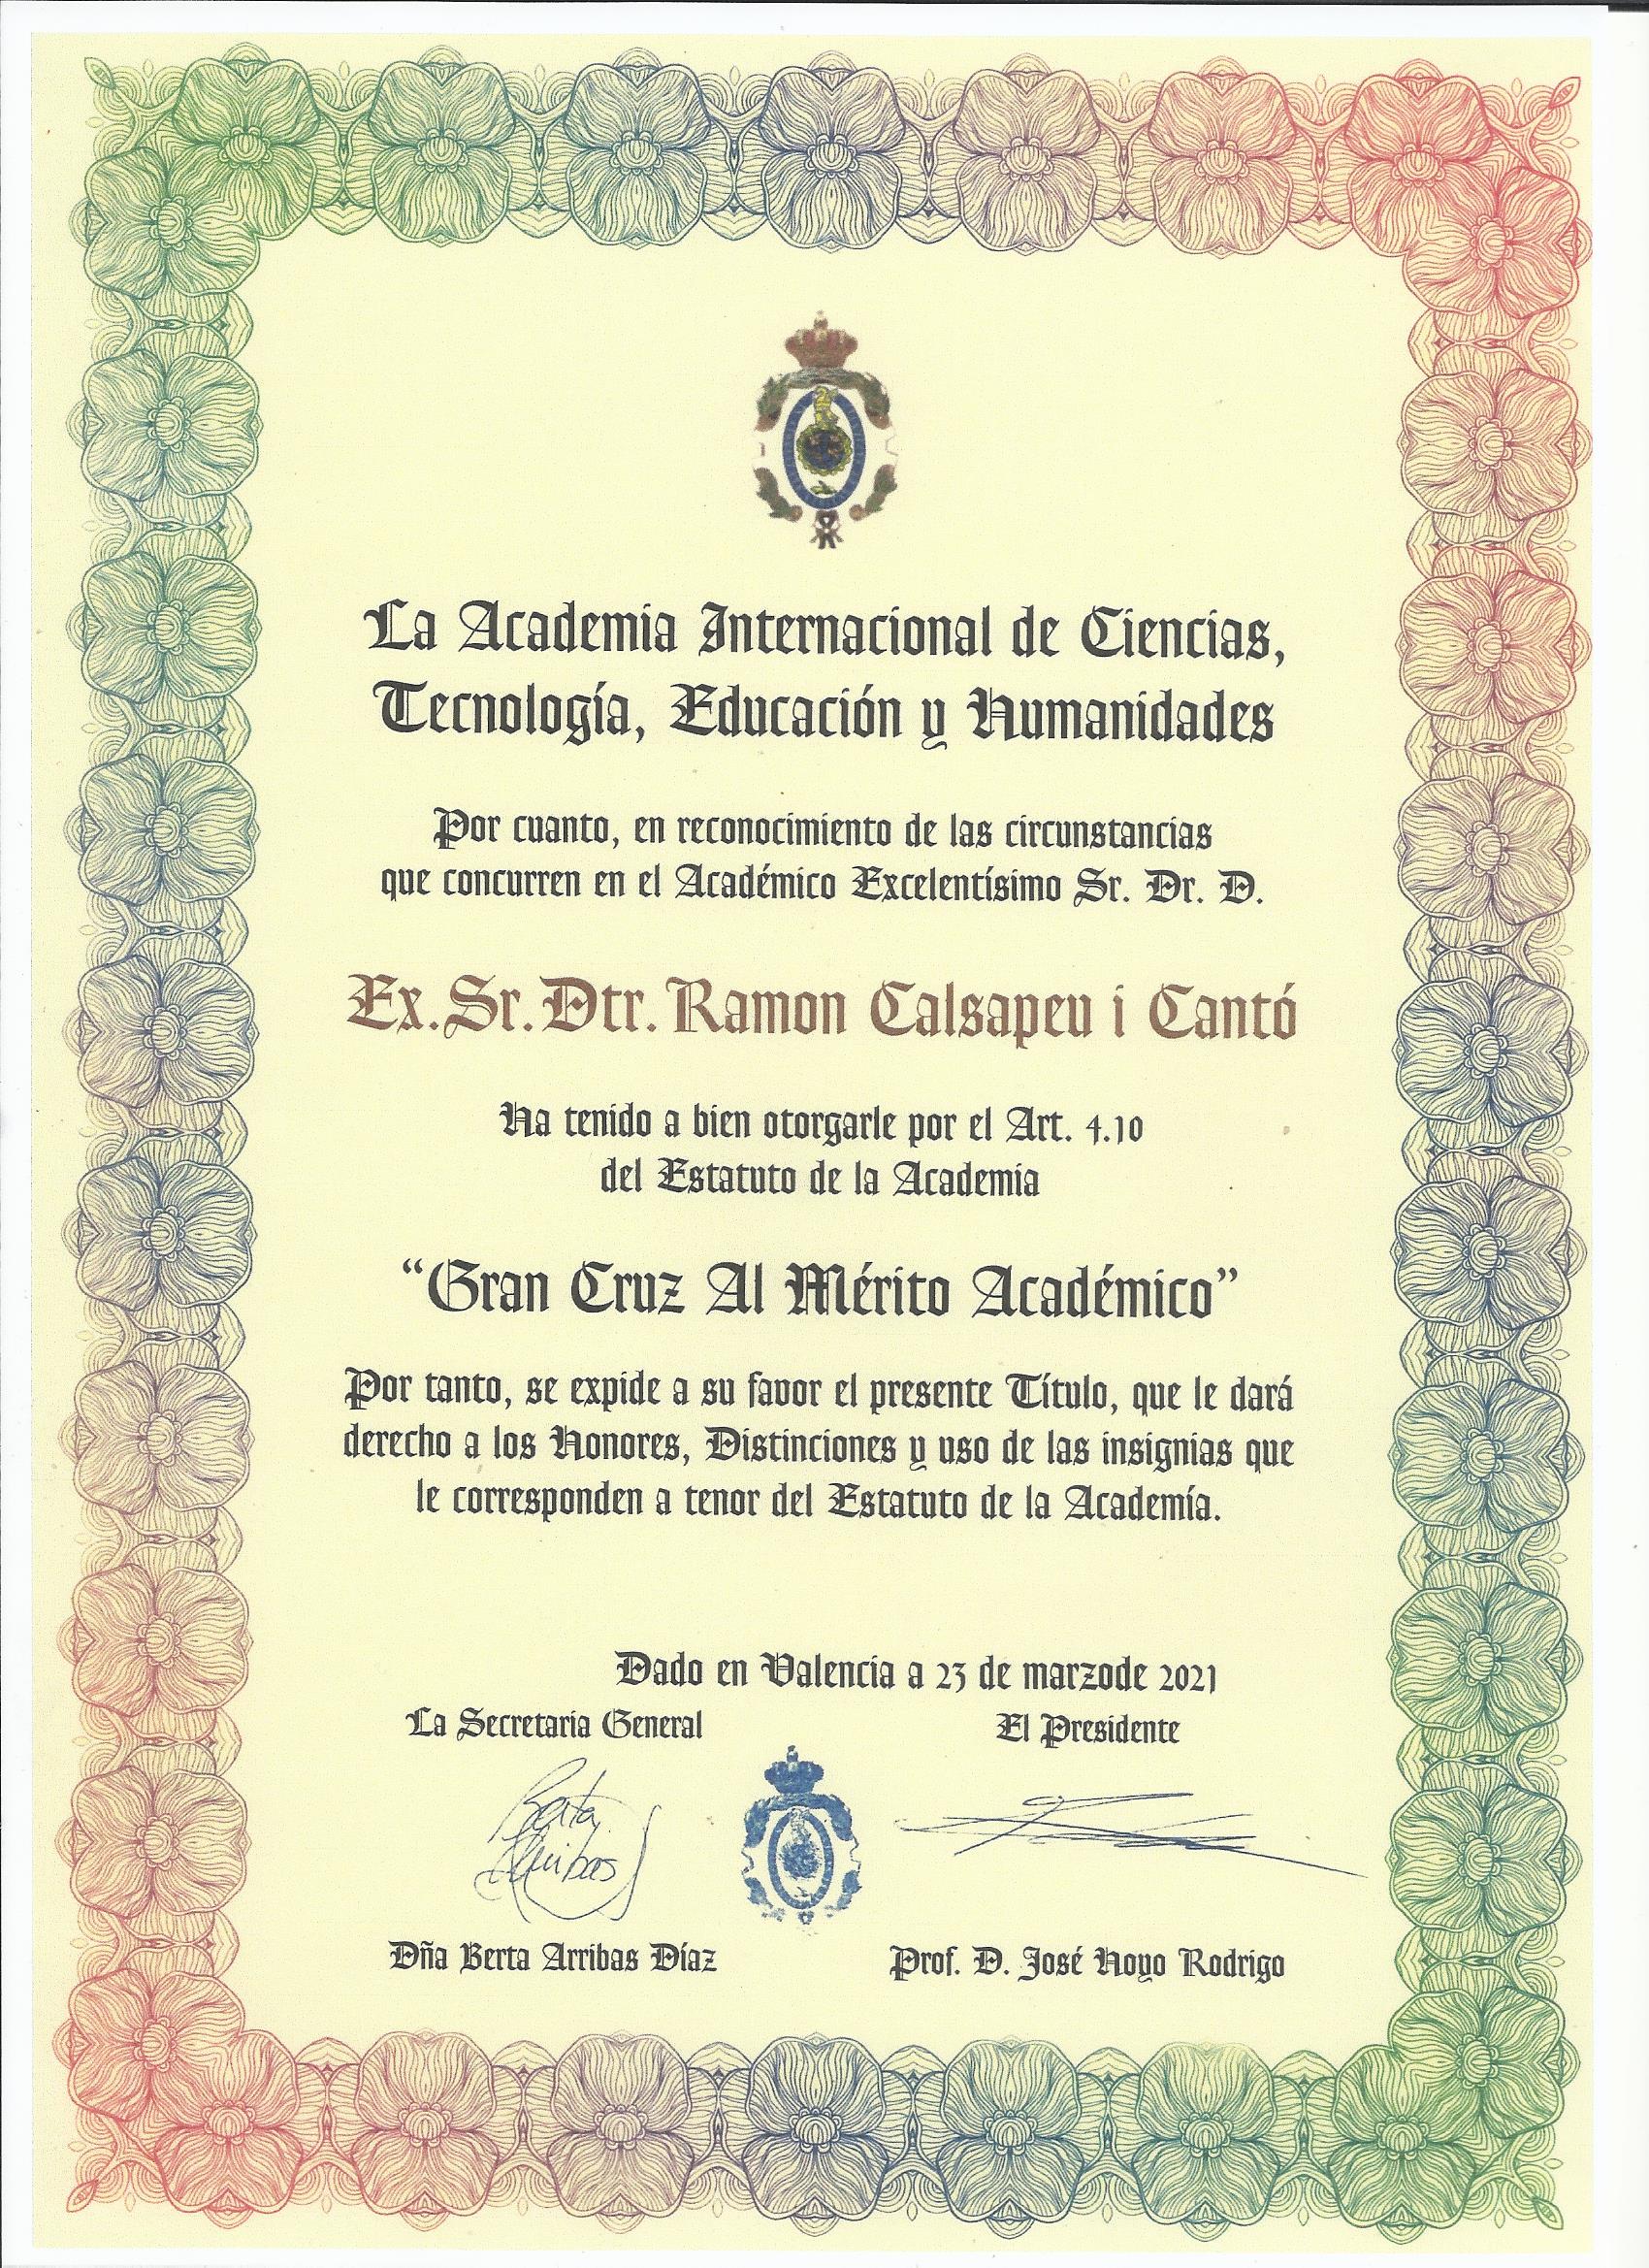 La Academia Internacional de Ciencias,
Tecnología, Educación y Humanidades
Por cuanto, en reconocimiento de las circunstancias
que concurren en el Académico Excelentísimo Sr. Dr. D.
Ex.Sr.Dtr.Ramon Calsapeu i Cantó
Ha tenido a bien otorgarle por el Art. 4.10
del Estatuto de la Academia
“Gran Cruz Al Mérito Académico”
Por tanto, se expide a su favor el presente Título, que le dará
derecho a los Honores, Distinciones y uso de las insignias que
le corresponden a tenor del Estatuto de la Academía.
Dado en Valencia a 23 de marzode 2021
La Secretaria General El Presidente
Berta
Arribas
Dña Berta Arribas Díaz Prof. D. José Hoyo Rodrigo